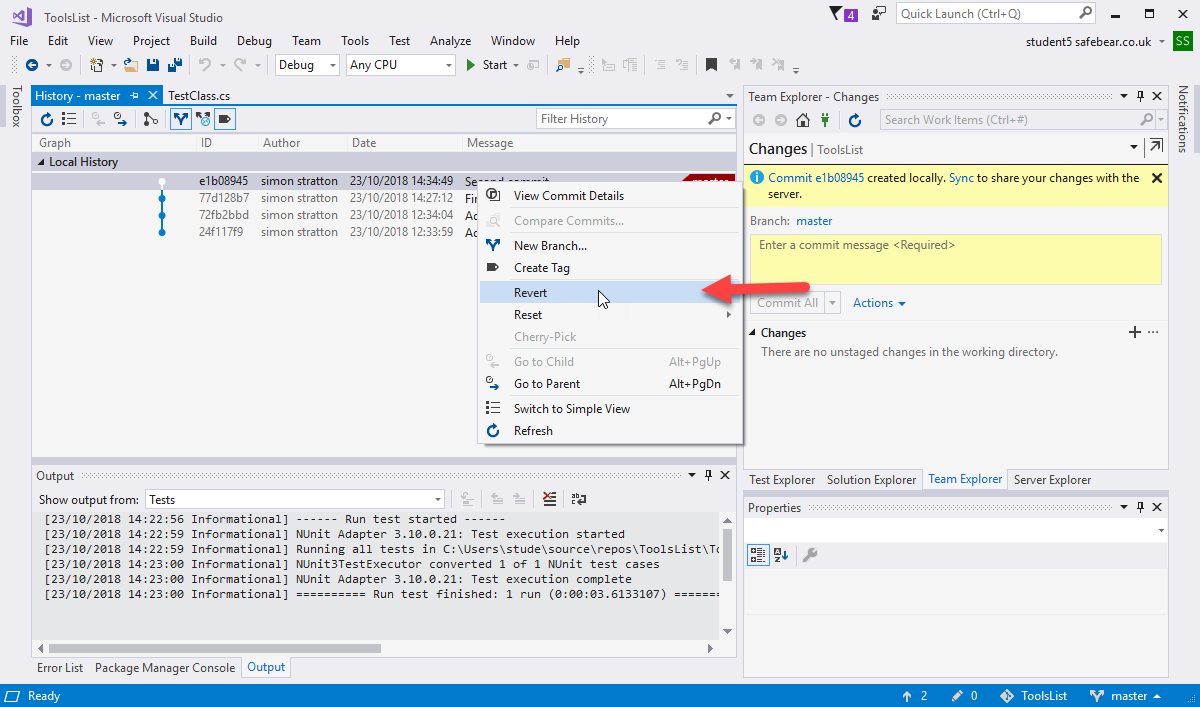 ToolsList - Microsoft Visual Studio
4
Quick Launch (Ctrl+Q)
File Edit View Project Build Debug Team Tools Test Analyze Window Help
student5 safebear.co.uk SS
Debug Any CPU Start
Toolbox
History - master
TestClass.cs
Filter History
Graph ID Author Date Message
Local History
e1b08945 simon stratton 23/10/2018 14:34:49 Second commit master
77d128b7 simon stratton 23/10/2018 14:27:12
72fb2bbd simon stratton 23/10/2018 12:34:04
24f117f9 simon stratton 23/10/2018 12:33:59
View Commit Details
Compare Commits...
New Branch...
Create Tag
Revert
Reset
Cherry-Pick
Go to Child Alt+PgUp
Go to Parent Alt+PgDn
Switch to Simple View
Refresh
Team Explorer - Changes
Search Work Items (Ctrl+#)
Changes | ToolsList
Commit e1b08945 created locally. Sync to share your changes with the
server.
Branch: master
Enter a commit message <Required>
Commit All Actions
Changes
There are no unstaged changes in the working directory.
Test Explorer Solution Explorer Team Explorer Server Explorer
Properties
Notifications
Output
Show output from: Tests
[23/10/2018 14:22:56 Informational] ------ Run test started ------
[23/10/2018 14:22:59 Informational] NUnit Adapter 3.10.0.21: Test execution started
[23/10/2018 14:22:59 Informational] Running all tests in C:\Users\stude\source\repos\ToolsList\To
[23/10/2018 14:23:00 Informational] NUnit3TestExecutor converted 1 of 1 NUnit test cases
[23/10/2018 14:23:00 Informational] NUnit Adapter 3.10.0.21: Test execution complete
[23/10/2018 14:23:00 Informational] ========== Run test finished: 1 run (0:00:03.6133107) =======
Error List Package Manager Console Output
Ready
2 0 ToolsList master